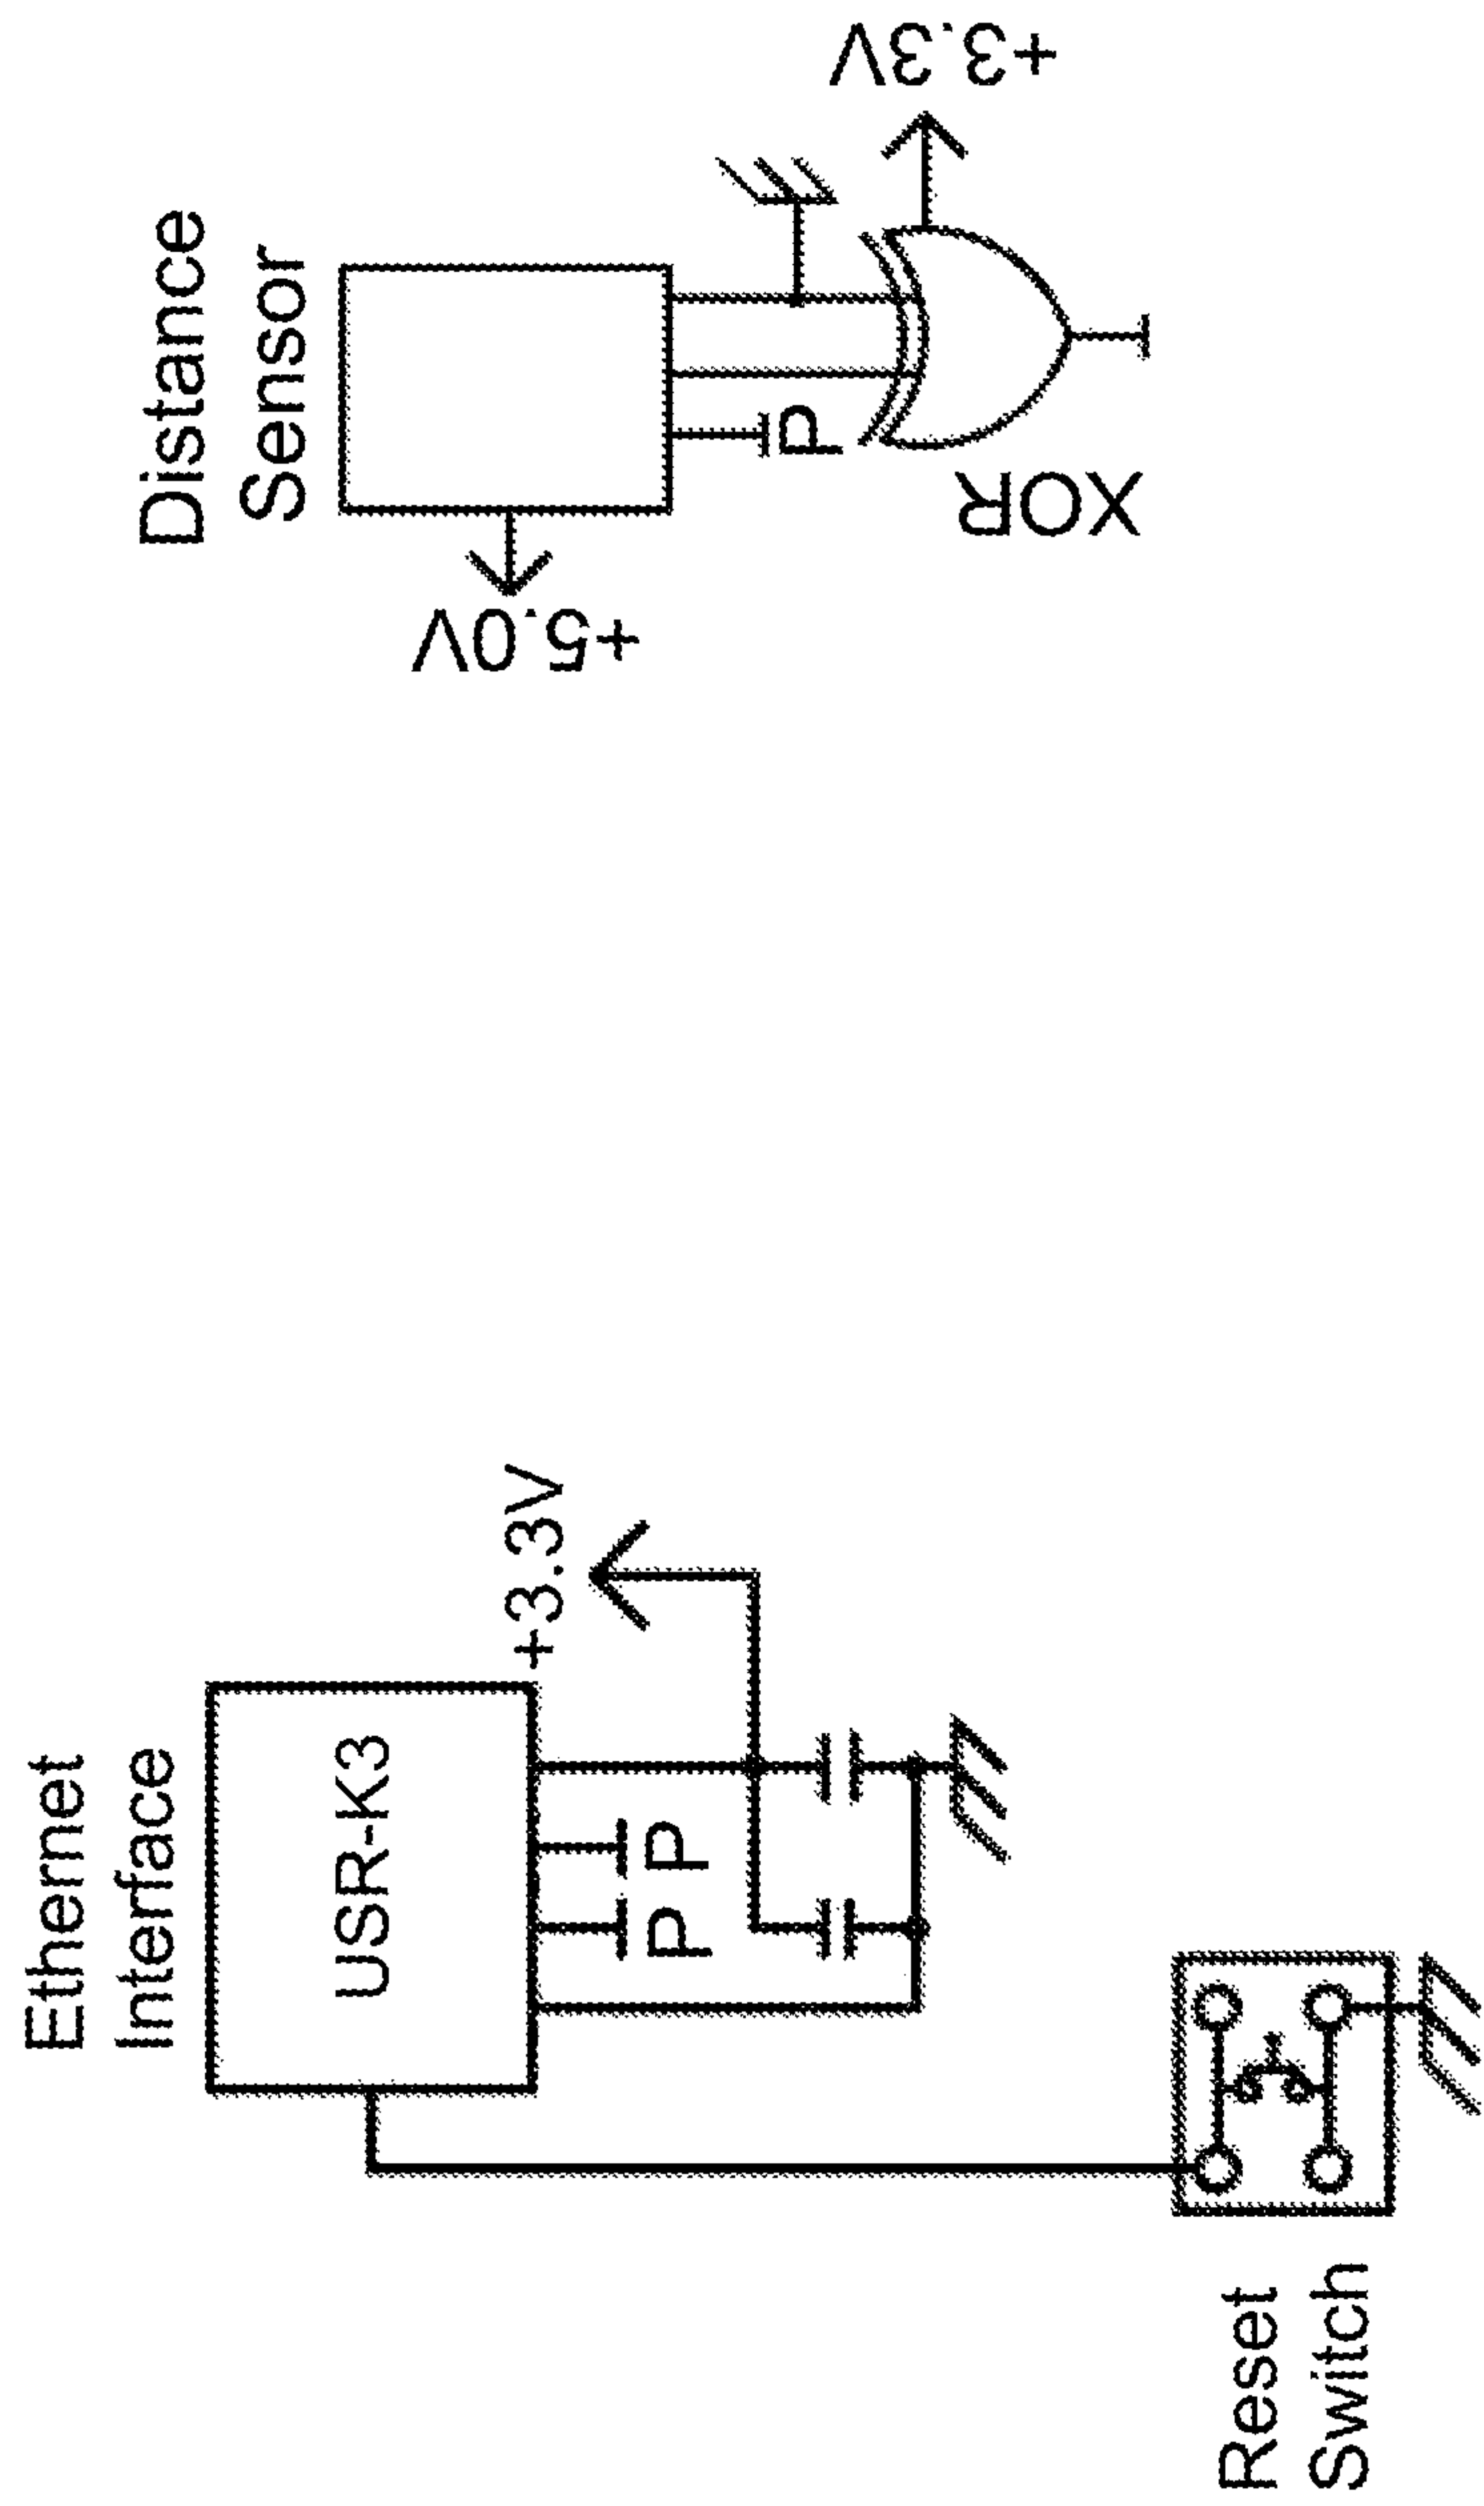 Ethernet
Interface
USR-K3
+3.3V
P
P
Reset
Switch
Distance
Sensor
+5.0V
P
+3.3V
XOR